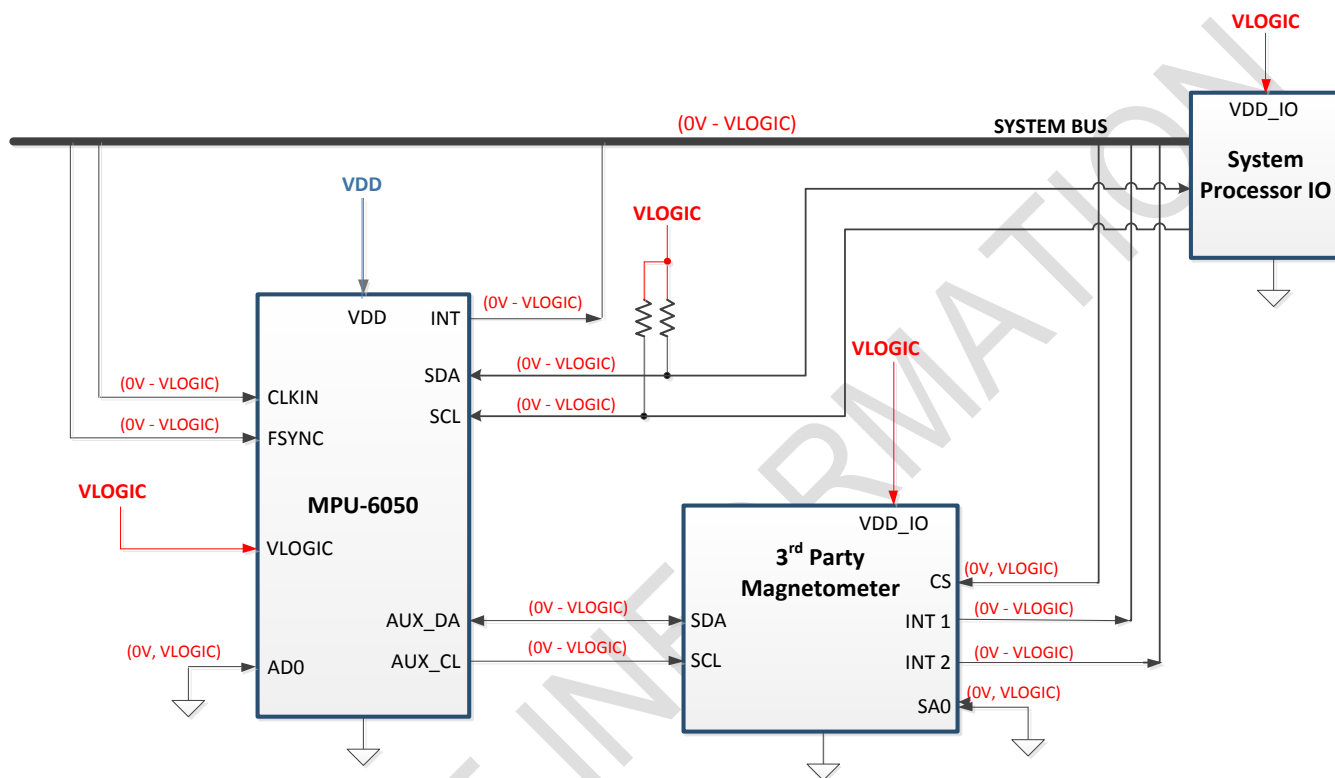 VLOGIC
VDD_IO
System
Processor IO
(0V - VLOGIC)
SYSTEM BUS
VDD
VLOGIC
VDD
INT
(0V - VLOGIC)
SDA
(0V - VLOGIC)
SCL
(0V - VLOGIC)
(0V - VLOGIC)
CLKIN
(0V - VLOGIC)
FSYNC
MPU-6050
VLOGIC
VLOGIC
AUX_DA
(0V - VLOGIC)
AUX_CL
(0V - VLOGIC)
(0V, VLOGIC)
AD0
VLOGIC
VDD_IO
3rd Party
Magnetometer
SDA
SCL
CS
(0V, VLOGIC)
INT 1
(0V - VLOGIC)
INT 2
(0V - VLOGIC)
SA0
(0V, VLOGIC)
INFORMATION